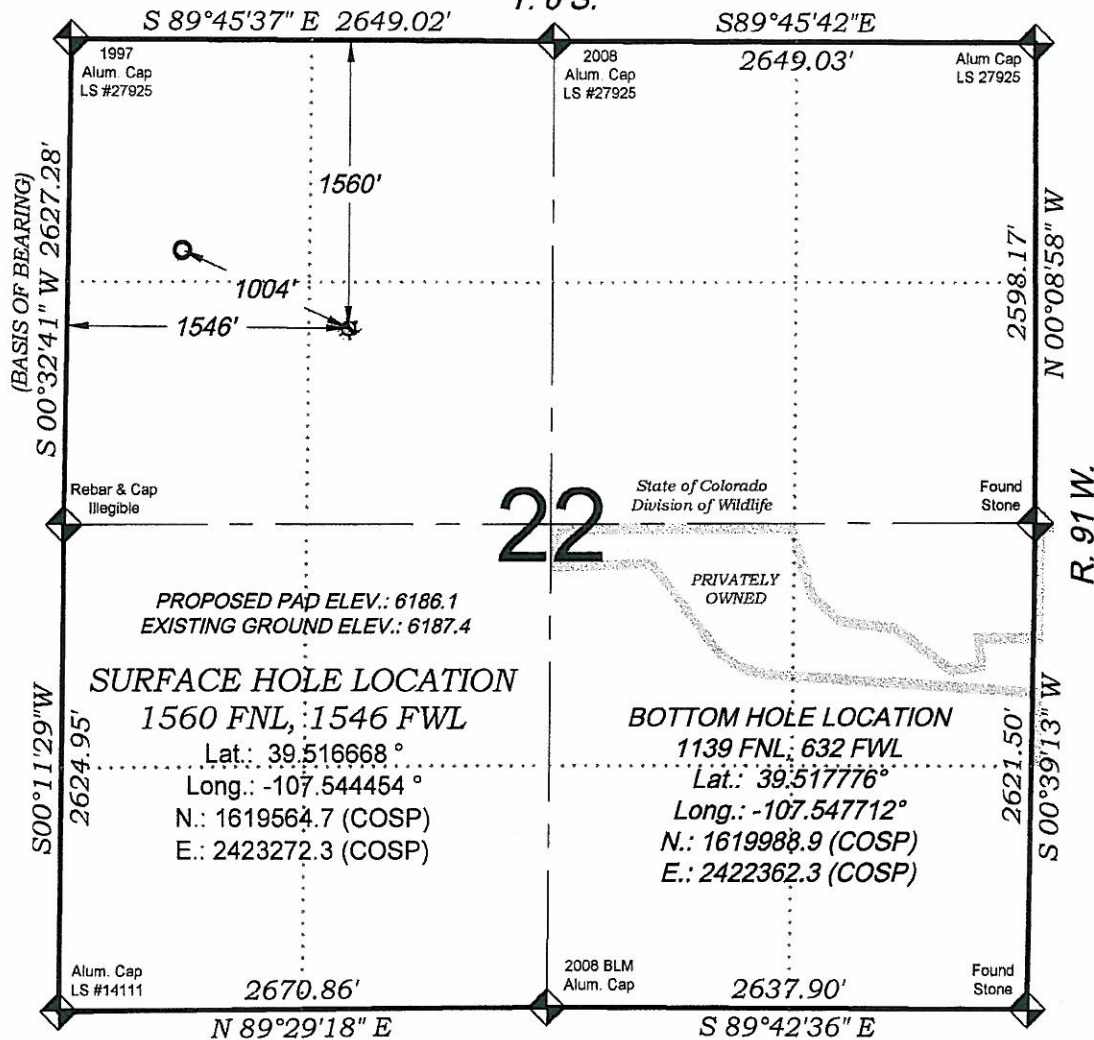 T. 6 S.
S 89°45'37" E 2649.02'
S89°45'42"E
2649.03'
1997
Alum. Cap
LS #27925
2008
Alum. Cap
LS #27925
Alum Cap
LS 27925
(BASIS OF BEARING)
S 00°32'41" W 2627.28'
1560'
1004'
1546'
2598.17'
N 00°08'58" W
R. 91 W.
Rebar & Cap
Illegible
State of Colorado
Division of Wildlife
Found
Stone
22
PRIVATELY
OWNED
PROPOSED PAD ELEV.: 6186.1
EXISTING GROUND ELEV.: 6187.4
SURFACE HOLE LOCATION
1560 FNL, 1546 FWL
Lat.: 39.516668 °
Long.: -107.544454 °
N.: 1619564.7 (COSP)
E.: 2423272.3 (COSP)
BOTTOM HOLE LOCATION
1139 FNL, 632 FWL
Lat.: 39.517776°
Long.: -107.547712°
N.: 1619988.9 (COSP)
E.: 2422362.3 (COSP)
S00°11'29"W
2624.95'
2621.50'
S 00°39'13" W
Alum. Cap
LS #14111
2670.86'
N 89°29'18" E
2008 BLM
Alum. Cap
2637.90'
S 89°42'36" E
Found
Stone